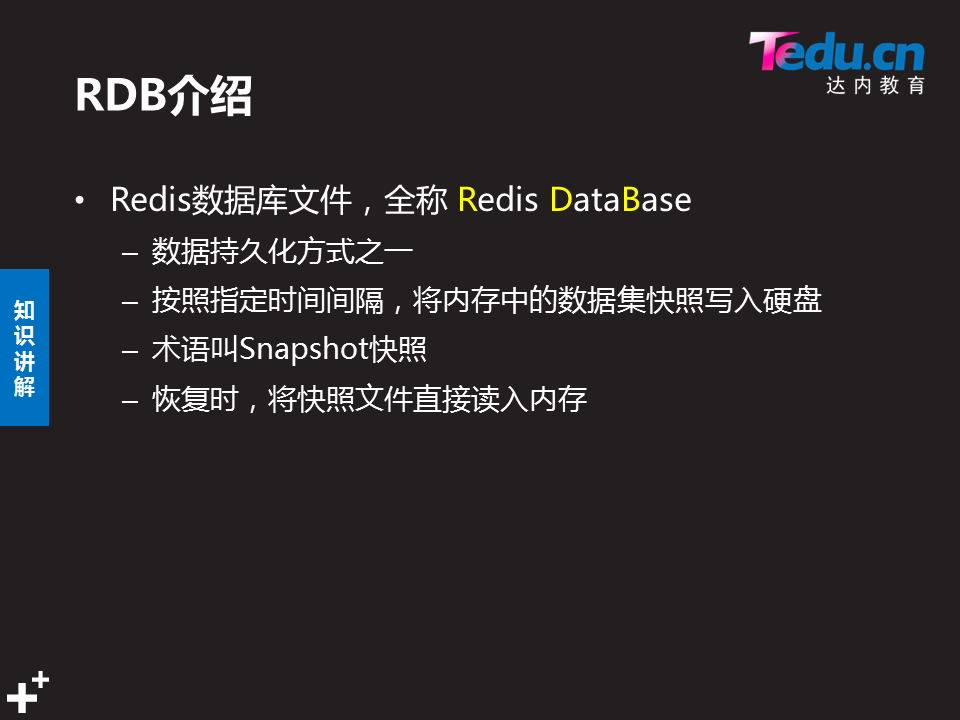 Tedu.cn
达内教育
RDB介绍
• Redis数据库文件，全称 Redis DataBase
– 数据持久化方式之一
– 按照指定时间间隔，将内存中的数据集快照写入硬盘
– 术语叫Snapshot快照
– 恢复时，将快照文件直接读入内存
知
识
讲
解